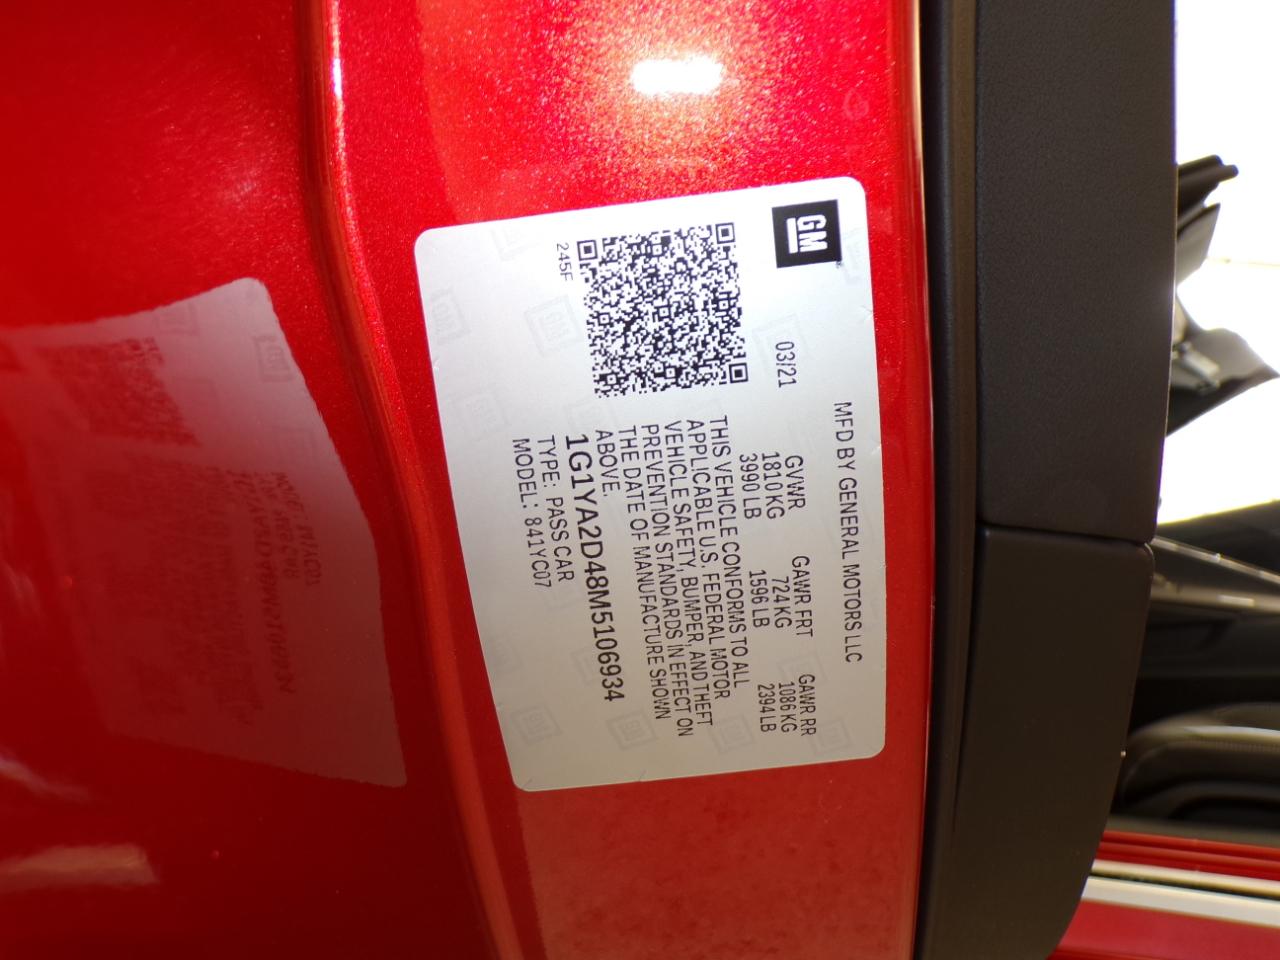 GM
MFD BY GENERAL MOTORS LLC
03/21
GVWR GAWR FRT GAWR RR
1810 KG 724 KG 1086 KG
3990 LB 1596 LB 2394 LB
THIS VEHICLE CONFORMS TO ALL
APPLICABLE U.S. FEDERAL MOTOR
VEHICLE SAFETY, BUMPER, AND THEFT
PREVENTION STANDARDS IN EFFECT ON
THE DATE OF MANUFACTURE SHOWN
ABOVE.
1G1YA2D48M5106934
TYPE: PASS CAR
MODEL: 841YC07
245F